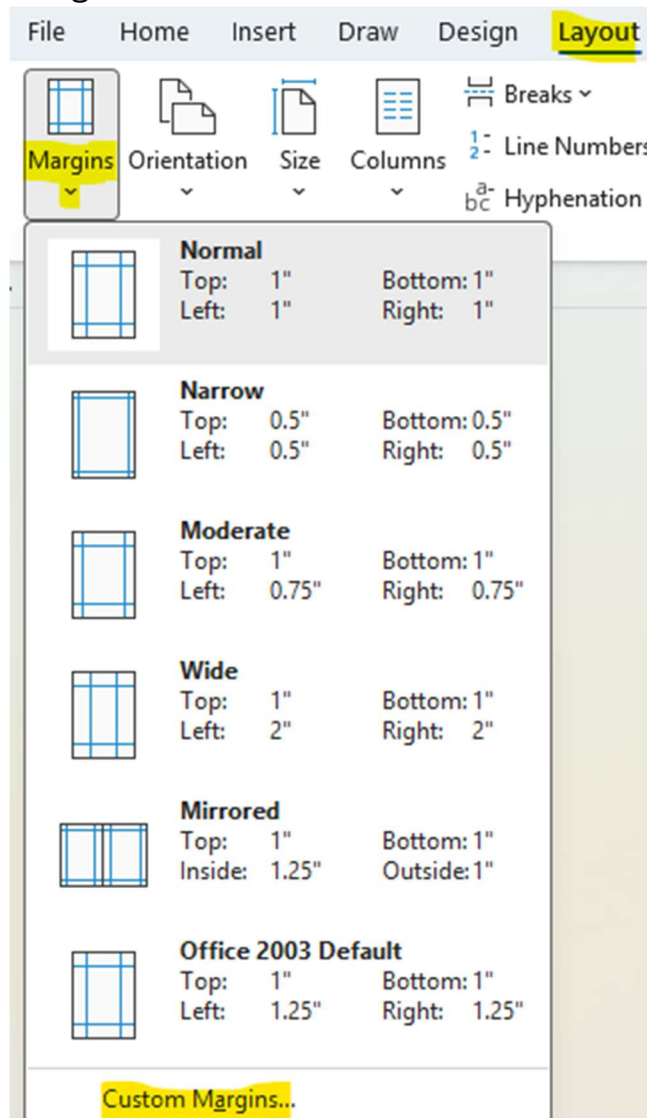 File Home Insert Draw Design Layout
Breaks
Margins Orientation Size Columns
Line Numbers
Hyphenation
Normal
Top: 1" Bottom: 1"
Left: 1" Right: 1"
Narrow
Top: 0.5" Bottom: 0.5"
Left: 0.5" Right: 0.5"
Moderate
Top: 1" Bottom: 1"
Left: 0.75" Right: 0.75"
Wide
Top: 1" Bottom: 1"
Left: 2" Right: 2"
Mirrored
Top: 1" Bottom: 1"
Inside: 1.25" Outside: 1"
Office 2003 Default
Top: 1" Bottom: 1"
Left: 1.25" Right: 1.25"
Custom Margins...